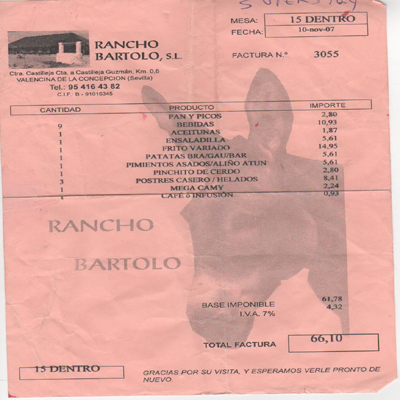 MESA: 15 DENTRO
FECHA: 10-nov-07
RANCHO
BARTOLO, S.L.
FACTURA N.º 3055
Ctra. Castilleja Cta. a Castilleja Guzmán, Km. 0,5
VALENCINA DE LA CONCEPCION (Sevilla)
Tel.: 95 416 43 82
C.I.F. B - 91015345
CANTIDAD PRODUCTO IMPORTE
PAN Y PICOS 2,80
9 BEBIDAS 10,93
1 ACEITUNAS 1,87
1 ENSALADILLA 5,61
1 FRITO VARIADO 14,95
1 PATATAS BRA/GAU/BAR 5,61
1 PIMIENTOS ASADOS/ALIÑO ATUN 5,61
1 PINCHITO DE CERDO 2,80
3 POSTRES CASERO / HELADOS 8,41
1 MEGA CAMY 2,24
1 CAFE ó INFUSIÓN 0,93
RANCHO
BARTOLO
BASE IMPONIBLE 61,78
I.V.A. 7% 4,32
TOTAL FACTURA 66,10
15 DENTRO
GRACIAS POR SU VISITA, Y ESPERAMOS VERLE PRONTO DE
NUEVO.